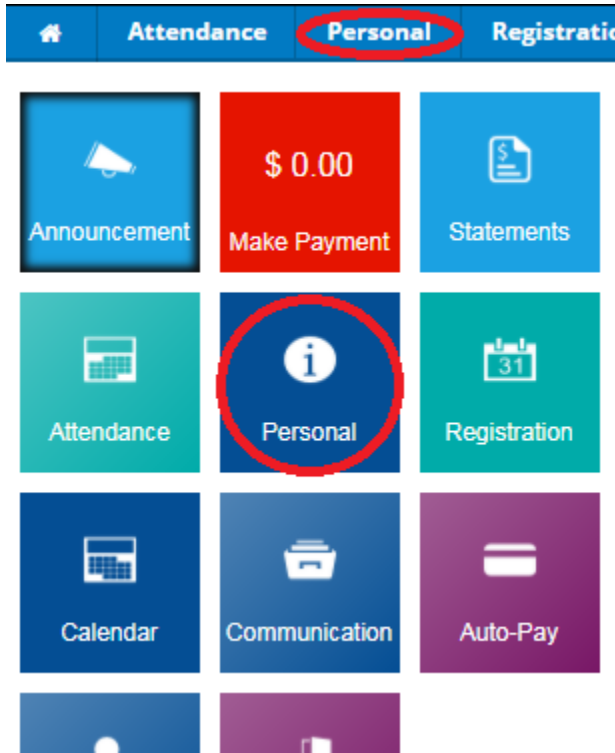 Attendance Personal Registratio
Announcement
$ 0.00
Make Payment
Statements
Attendance
Personal
31
Registration
Calendar
Communication
Auto-Pay